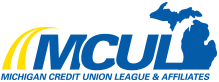 MCUL
MICHIGAN CREDIT UNION LEAGUE & AFFILIATES